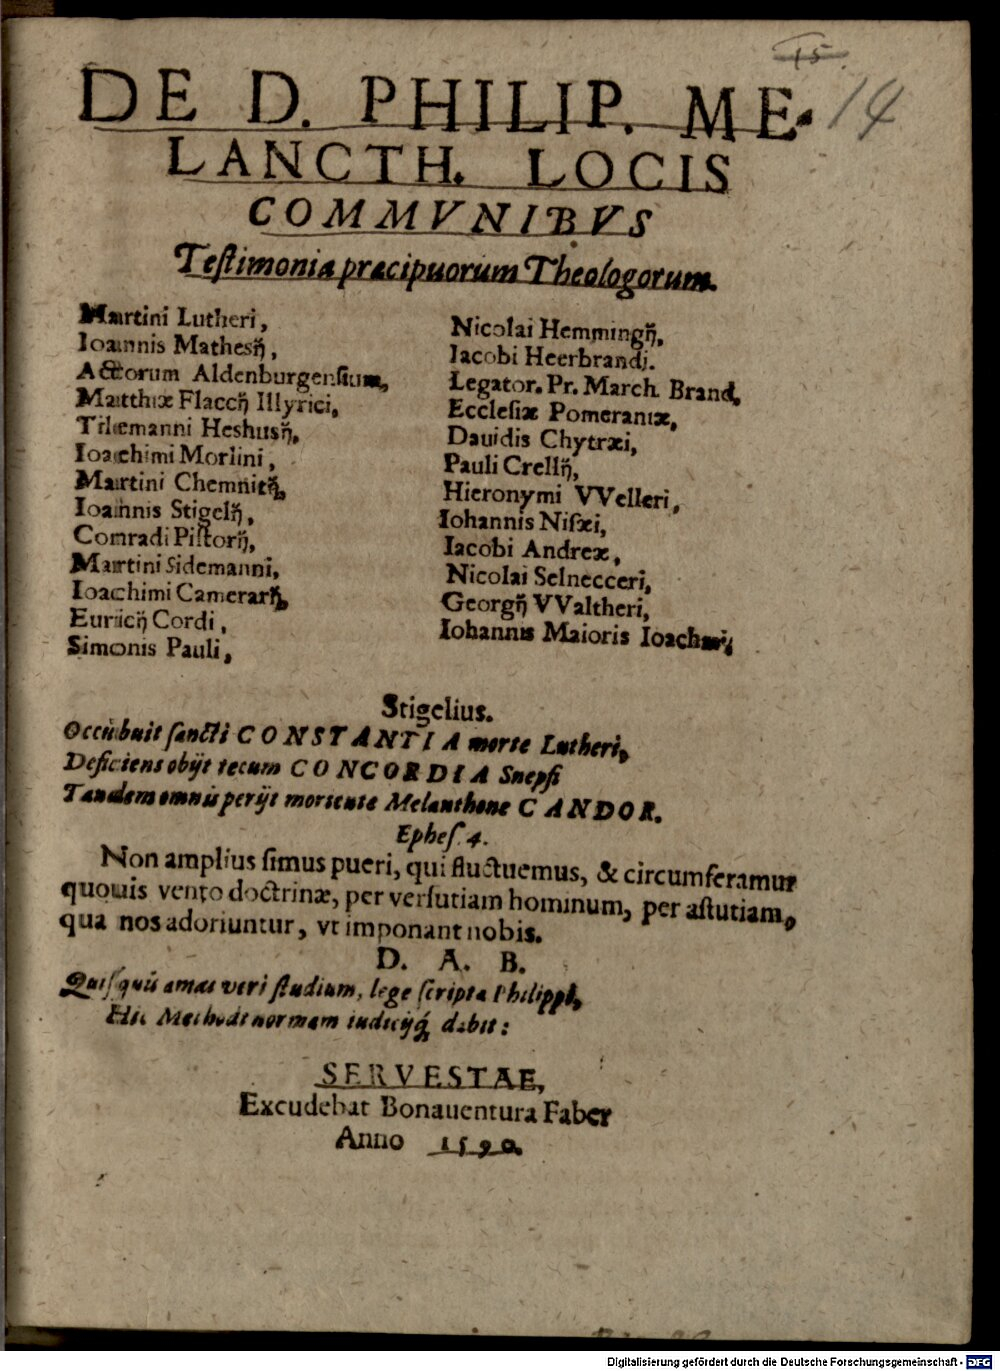 15
14
DE D. PHILIP. ME-
LANCTH. LOCIS
COMMVNIBVS
Testimonia præcipuorum Theologorum.
Martini Lutheri,
Ioannis Mathesij,
Actorum Aldenburgensium,
Matthiæ Flaccij Illyrici,
Tilemanni Heshusij,
Ioachimi Morlini,
Martini Chemnitij,
Ioannis Stigelij,
Conradi Pistorij,
Martini Sidemanni,
Ioachimi Camerarij,
Euricij Cordi,
Simonis Pauli,
Nicolai Hemmingij,
Iacobi Heerbrandi.
Legator. Pr. March. Brand,
Ecclesiæ Pomeraniæ,
Dauidis Chytræi,
Pauli Crellij,
Hieronymi VVelleri,
Iohannis Nisæi,
Iacobi Andreæ,
Nicolai Selnecceri,
Georgij VValtheri,
Iohannis Maioris Ioachimi,
Stigelius.
Occubuit sancti CONSTANTIA morte Lutheri,
Deficiens obijt tecum CONCORDIA Snepfi
Tandem omnis perijt moriente Melanthone CANDOR.
Ephes. 4.
Non amplius simus pueri, qui fluctuemus, & circumferamur
quouis vento doctrinæ, per versutiam hominum, per astutiam,
qua nos adoriuntur, vt imponant nobis.
D. A. B.
Quisquis amas veri studium, lege scripta Philippi,
Hic Methodi normam iudicijq́ dabit:
SERVESTAE,
Excudebat Bonauentura Faber
Anno 1590.
Digitalisierung gefördert durch die Deutsche Forschungsgemeinschaft - DFG